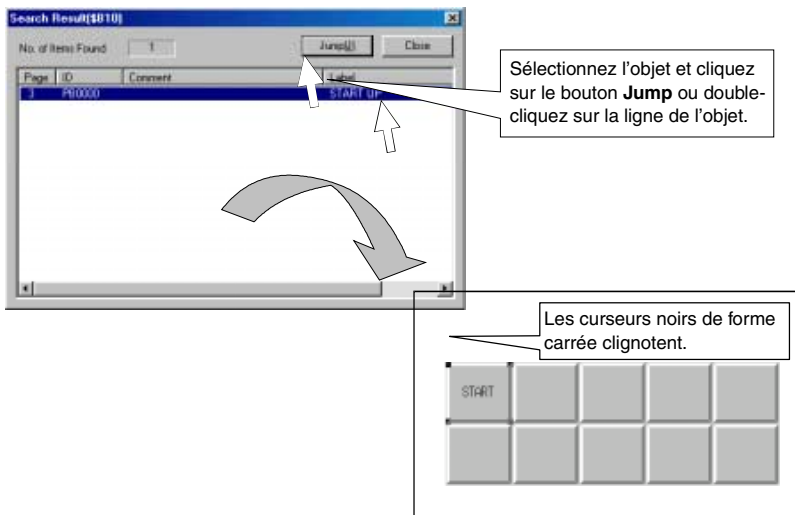 Search Result($B10)
No. of Items Found 1 Jump(J) Close
Page ID Comment Label
3 PB0000 START UP
Sélectionnez l'objet et cliquez
sur le bouton Jump ou double-
cliquez sur la ligne de l'objet.
Les curseurs noirs de forme
carrée clignotent.
START